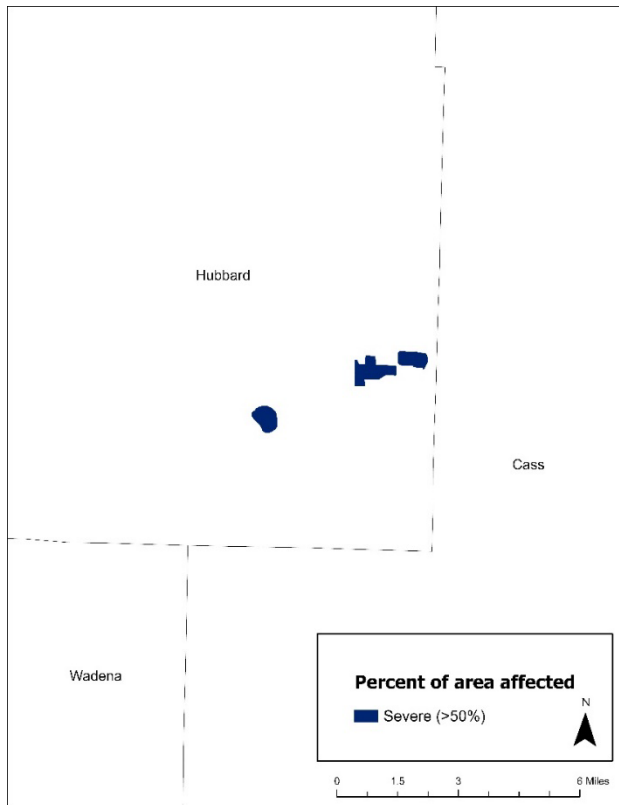 Hubbard
Cass
Wadena
Percent of area affected
Severe (>50%)
N
0 1.5 3 6 Miles